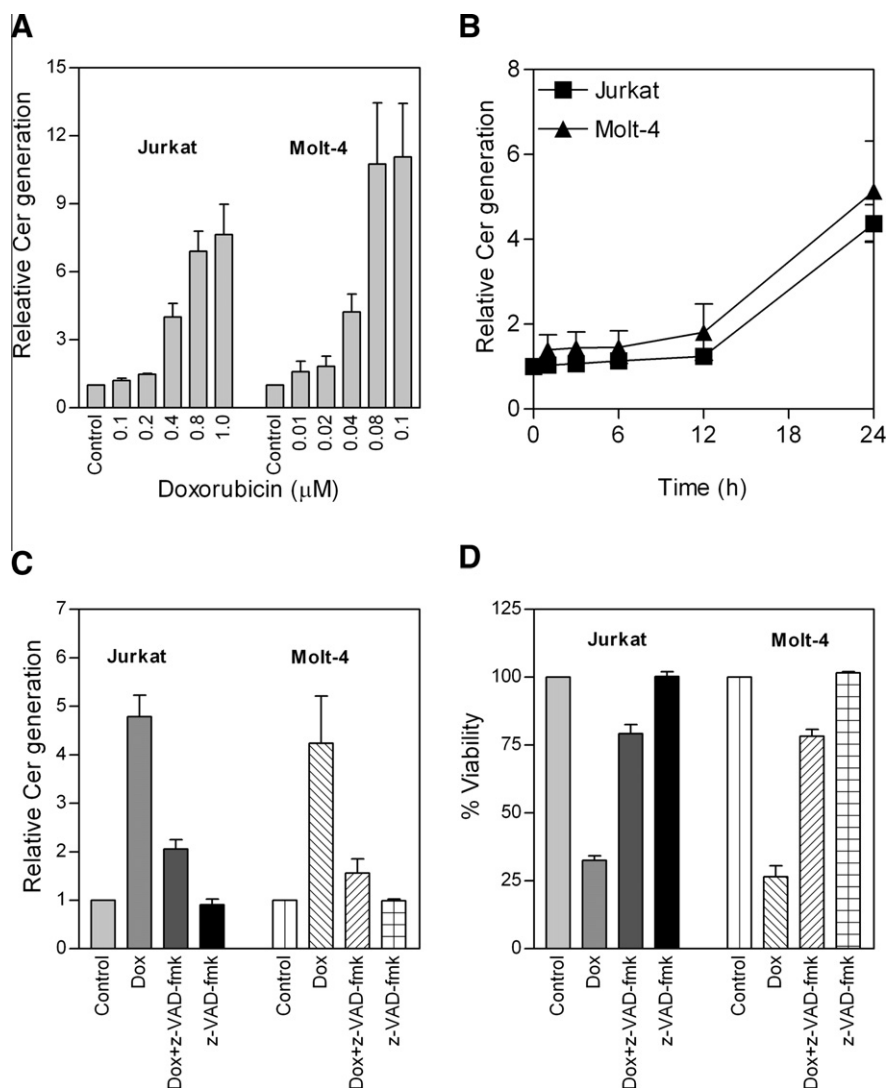 A
Releative Cer generation
15
12
9
6
3
0
Jurkat
Molt-4
Control
0.1
0.2
0.4
0.8
1.0
Control
0.01
0.02
0.04
0.08
0.1
Doxorubicin (μM)
B
Relative Cer generation
8
6
4
2
0
Jurkat
Molt-4
0
6
12
18
24
Time (h)
C
Relative Cer generation
7
6
5
4
3
2
1
0
Jurkat
Molt-4
Control
Dox
Dox+z-VAD-fmk
z-VAD-fmk
Control
Dox
Dox+z-VAD-fmk
z-VAD-fmk
D
% Viability
125
100
75
50
25
0
Jurkat
Molt-4
Control
Dox
Dox+z-VAD-fmk
z-VAD-fmk
Control
Dox
Dox+z-VAD-fmk
z-VAD-fmk